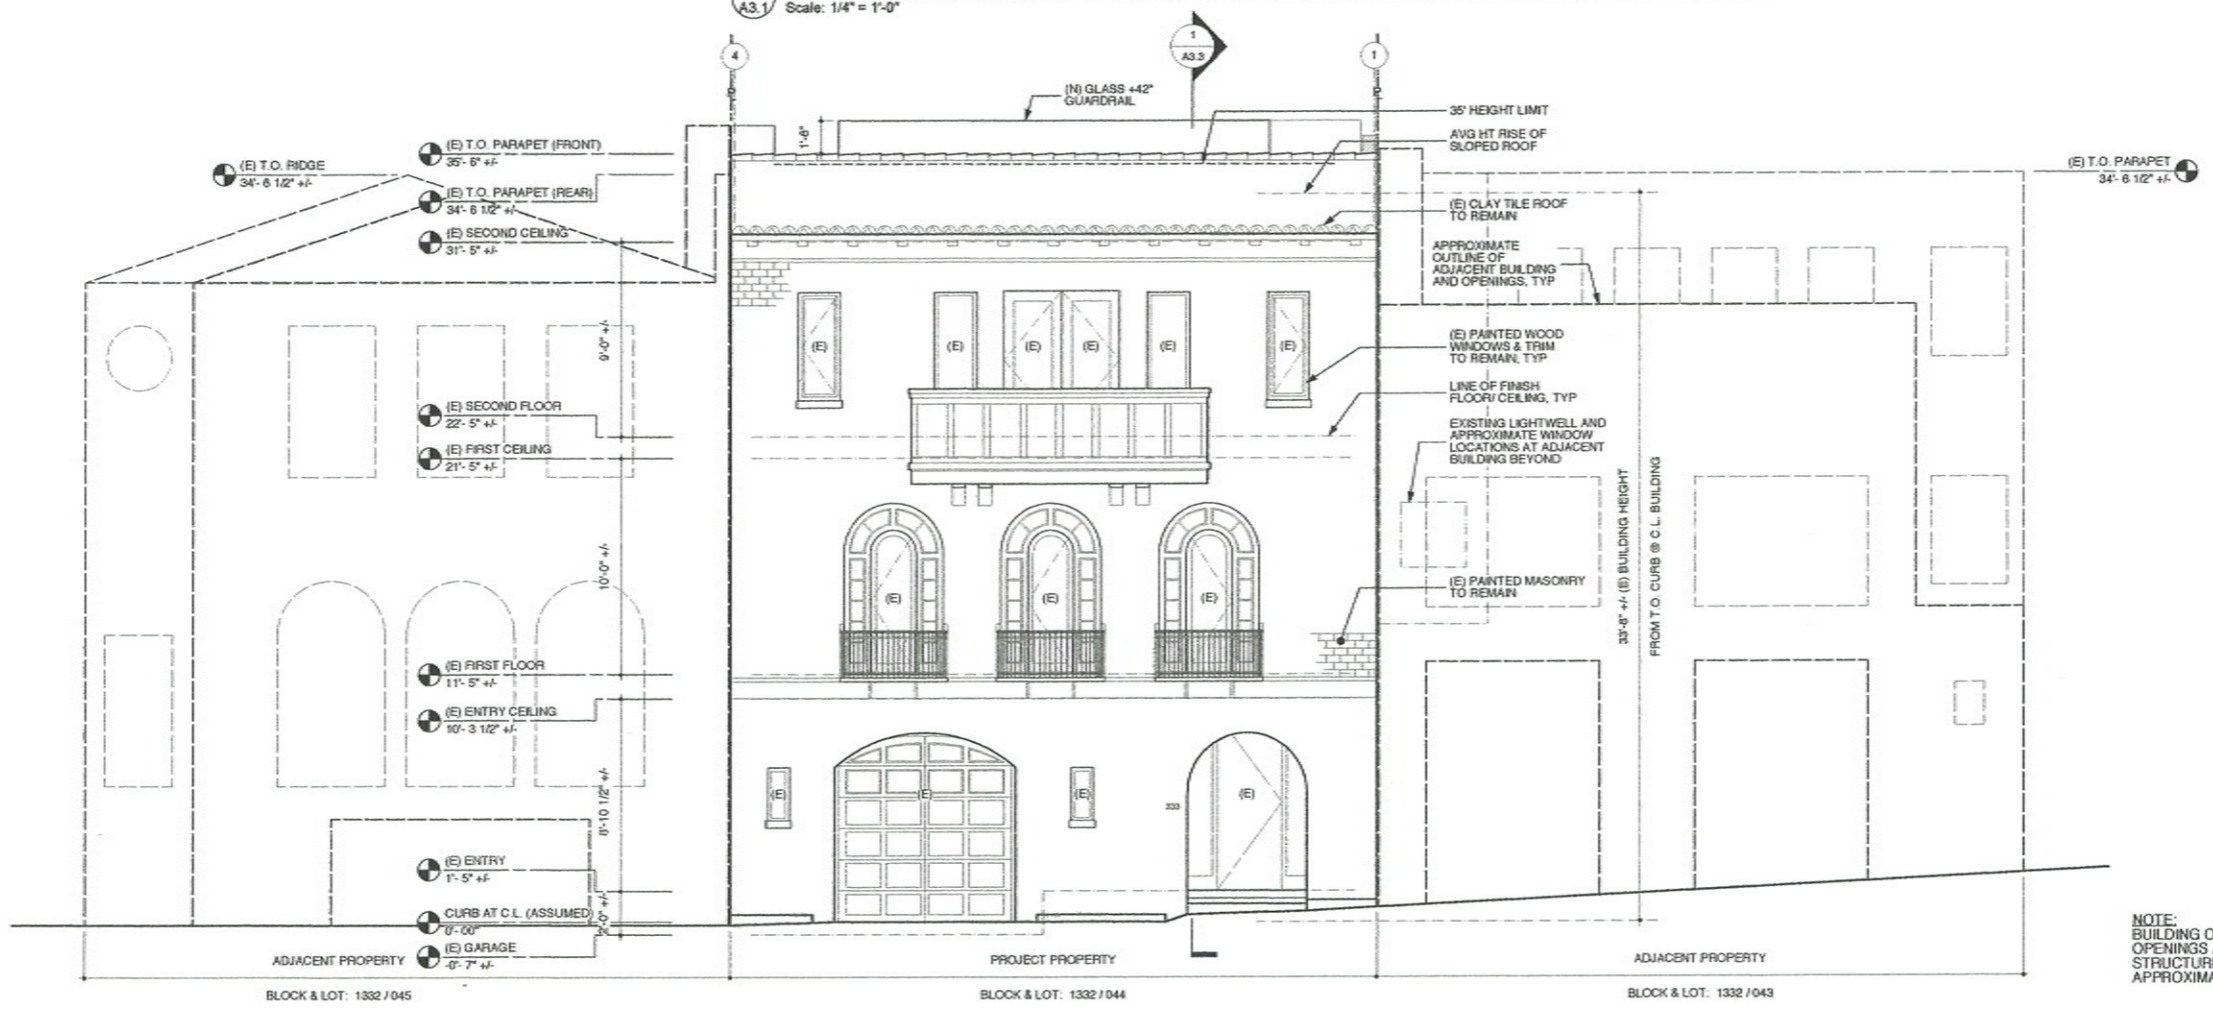 A3.1 Scale: 1/4" = 1'-0"
4
1
A3.3
1
(N) GLASS +42"
GUARDRAIL
1'-6"
35' HEIGHT LIMIT
AVG HT RISE OF
SLOPED ROOF
(E) T.O. PARAPET (FRONT)
35'- 6" +/-
(E) T.O. RIDGE
34'- 6 1/2" +/-
(E) T.O. PARAPET (REAR)
34'- 6 1/2" +/-
(E) T.O. PARAPET
34'- 6 1/2" +/-
(E) SECOND CEILING
31'- 5" +/-
(E) CLAY TILE ROOF
TO REMAIN
APPROXIMATE
OUTLINE OF
ADJACENT BUILDING
AND OPENINGS, TYP
9'-0" +/-
(E)
(E)
(E)
(E)
(E)
(E)
(E) PAINTED WOOD
WINDOWS & TRIM
TO REMAIN, TYP
LINE OF FINISH
FLOOR/ CEILING, TYP
(E) SECOND FLOOR
22'- 5" +/-
(E) FIRST CEILING
21'- 5" +/-
EXISTING LIGHTWELL AND
APPROXIMATE WINDOW
LOCATIONS AT ADJACENT
BUILDING BEYOND
33'-8" +/- (E) BUILDING HEIGHT
FROM T.O. CURB @ C.L. BUILDING
10'-0" +/-
(E)
(E)
(E)
(E) PAINTED MASONRY
TO REMAIN
(E) FIRST FLOOR
11'- 5" +/-
(E) ENTRY CEILING
10'- 3 1/2" +/-
8'-10 1/2" +/-
(E)
(E)
(E)
333
(E)
(E) ENTRY
1'- 5" +/-
CURB AT C.L. (ASSUMED)
0'- 00"
2'-0" +/-
(E) GARAGE
-0'- 7" +/-
ADJACENT PROPERTY
PROJECT PROPERTY
ADJACENT PROPERTY
BLOCK & LOT: 1332 / 045
BLOCK & LOT: 1332 / 044
BLOCK & LOT: 1332 / 043
NOTE:
BUILDING
OPENINGS